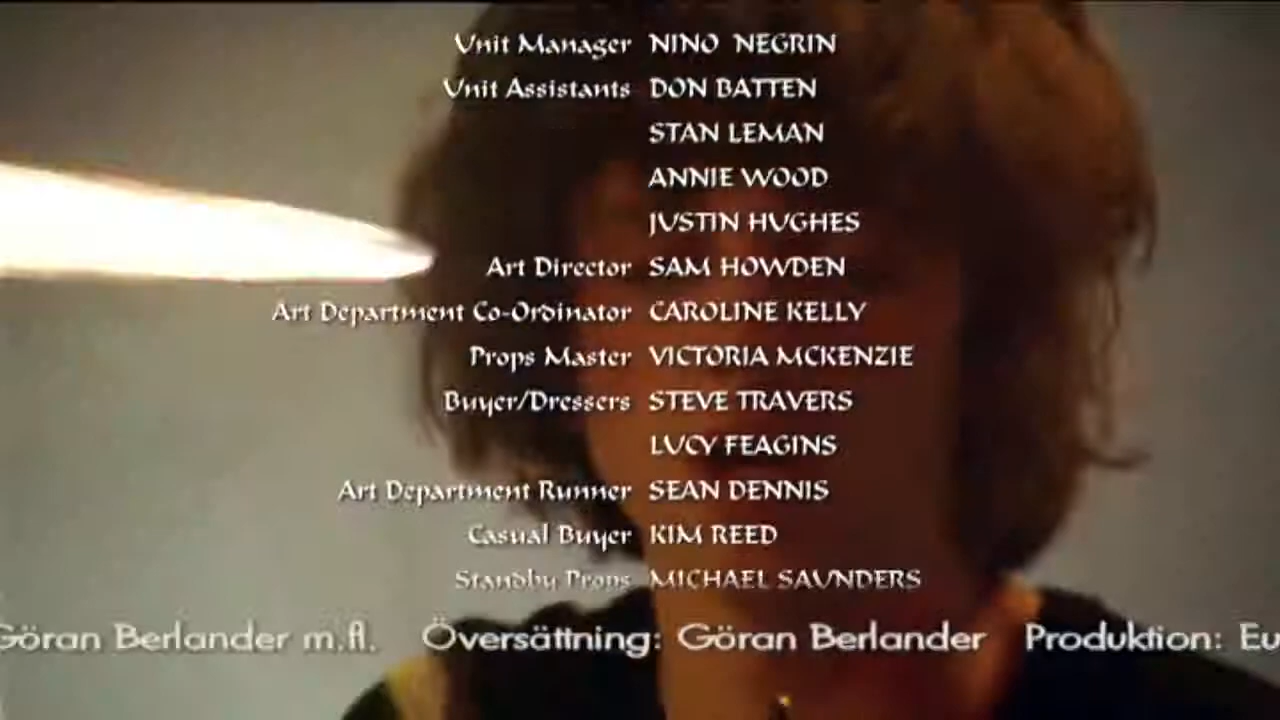 Unit Manager NINO NEGRIN
Unit Assistants DON BATTEN
STAN LEMAN
ANNIE WOOD
JUSTIN HUGHES
Art Director SAM HOWDEN
Art Department Co-Ordinator CAROLINE KELLY
Props Master VICTORIA MCKENZIE
Buyer/Dressers STEVE TRAVERS
LUCY FEAGINS
Art Department Runner SEAN DENNIS
Casual Buyer KIM REED
Standby Props MICHAEL SAUNDERS
Göran Berlander m.fl. Översättning: Göran Berlander Produktion: